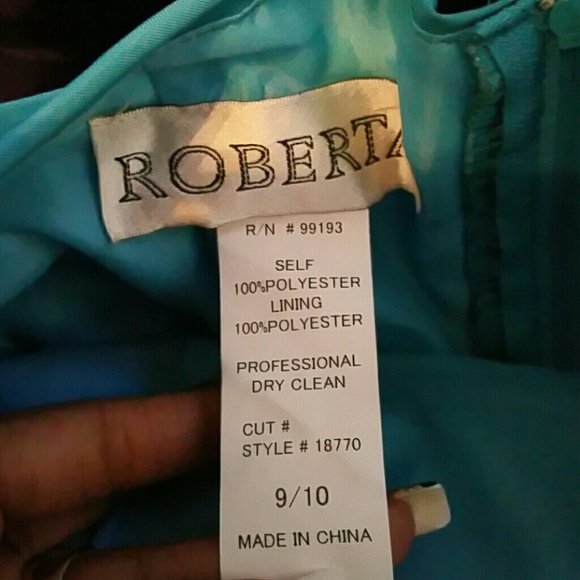 ROBERTA
R/N # 99193
SELF
100%POLYESTER
LINING
100%POLYESTER
PROFESSIONAL
DRY CLEAN
CUT #
STYLE # 18770
9/10
MADE IN CHINA